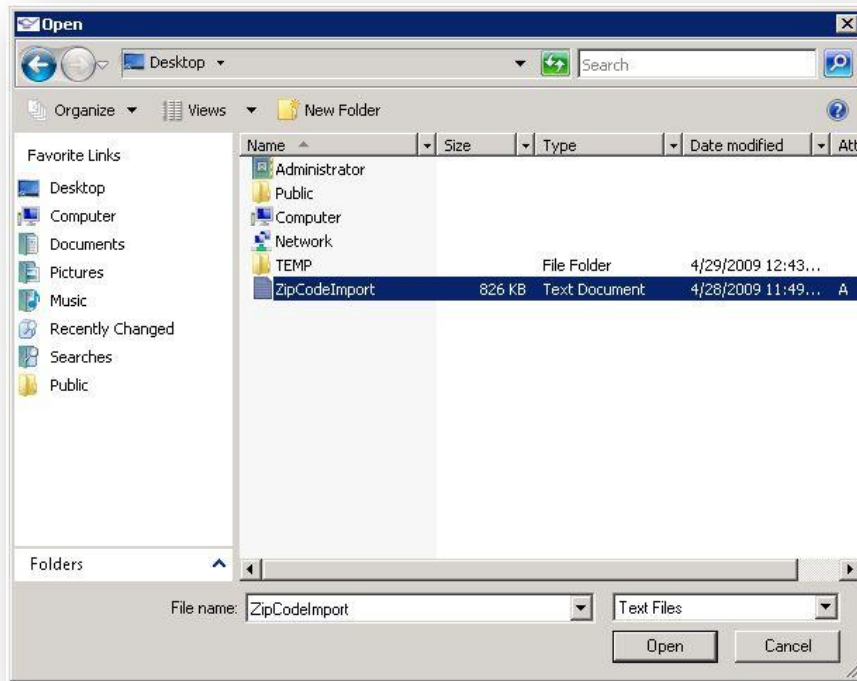 Open
Desktop
Search
Organize Views New Folder
Favorite Links
Desktop
Computer
Documents
Pictures
Music
Recently Changed
Searches
Public
Folders
Name Size Type Date modified Att
Administrator
Public
Computer
Network
TEMP File Folder 4/29/2009 12:43...
ZipCodeImport 826 KB Text Document 4/28/2009 11:49... A
File name: ZipCodeImport Text Files
Open Cancel